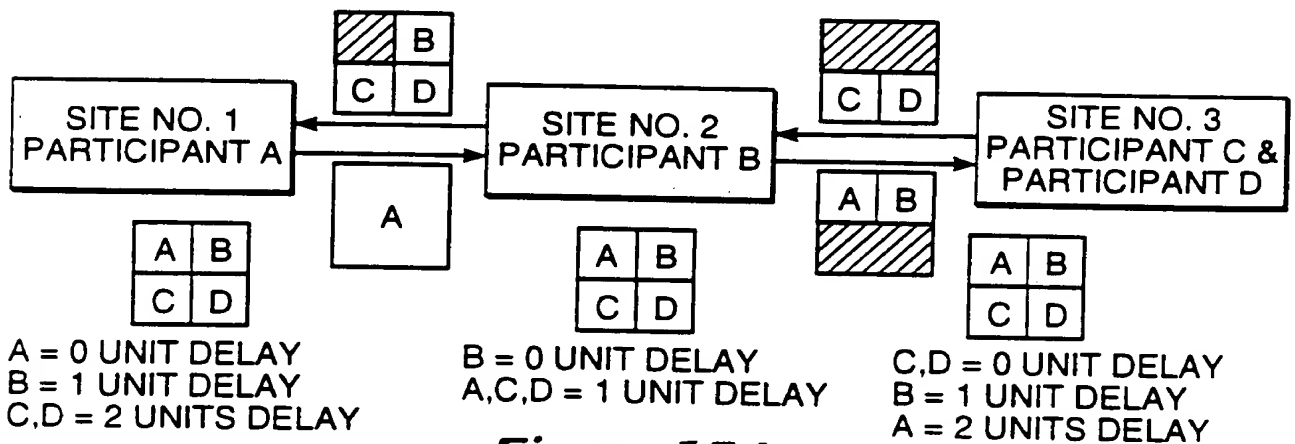 B
C D
SITE NO. 1
PARTICIPANT A
A
A B
C D
A = 0 UNIT DELAY
B = 1 UNIT DELAY
C,D = 2 UNITS DELAY
SITE NO. 2
PARTICIPANT B
A B
C D
B = 0 UNIT DELAY
A,C,D = 1 UNIT DELAY
C D
A B
SITE NO. 3
PARTICIPANT C &
PARTICIPANT D
A B
C D
C,D = 0 UNIT DELAY
B = 1 UNIT DELAY
A = 2 UNITS DELAY